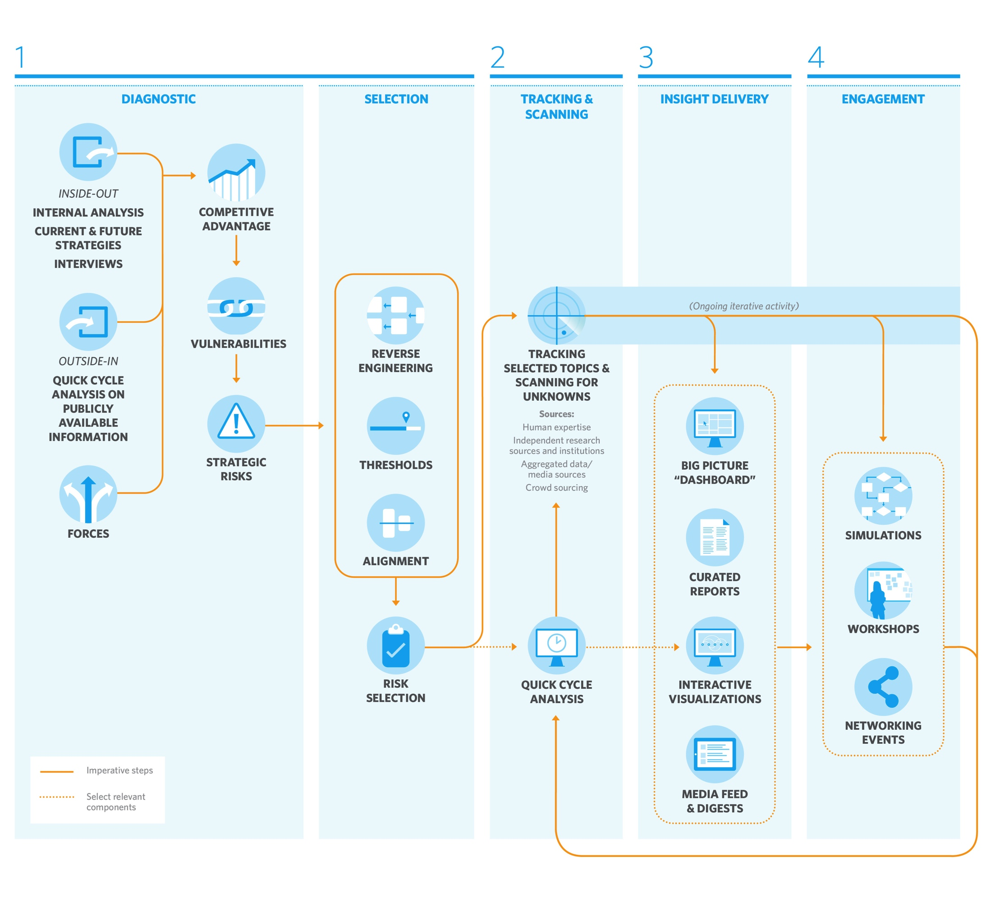 1
DIAGNOSTIC
INSIDE-OUT
INTERNAL ANALYSIS
CURRENT & FUTURE
STRATEGIES
INTERVIEWS
OUTSIDE-IN
QUICK CYCLE
ANALYSIS ON
PUBLICLY
AVAILABLE
INFORMATION
FORCES
COMPETITIVE
ADVANTAGE
VULNERABILITIES
STRATEGIC
RISKS
SELECTION
REVERSE
ENGINEERING
THRESHOLDS
ALIGNMENT
RISK
SELECTION
2
TRACKING &
SCANNING
TRACKING
SELECTED TOPICS &
SCANNING FOR
UNKNOWNS
Sources:
Human expertise
Independent research
sources and institutions
Aggregated data/
media sources
Crowd sourcing
QUICK CYCLE
ANALYSIS
3
INSIGHT DELIVERY
(Ongoing iterative activity)
BIG PICTURE
“DASHBOARD”
CURATED
REPORTS
INTERACTIVE
VISUALIZATIONS
MEDIA FEED
& DIGESTS
4
ENGAGEMENT
SIMULATIONS
WORKSHOPS
NETWORKING
EVENTS
Imperative steps
Select relevant
components